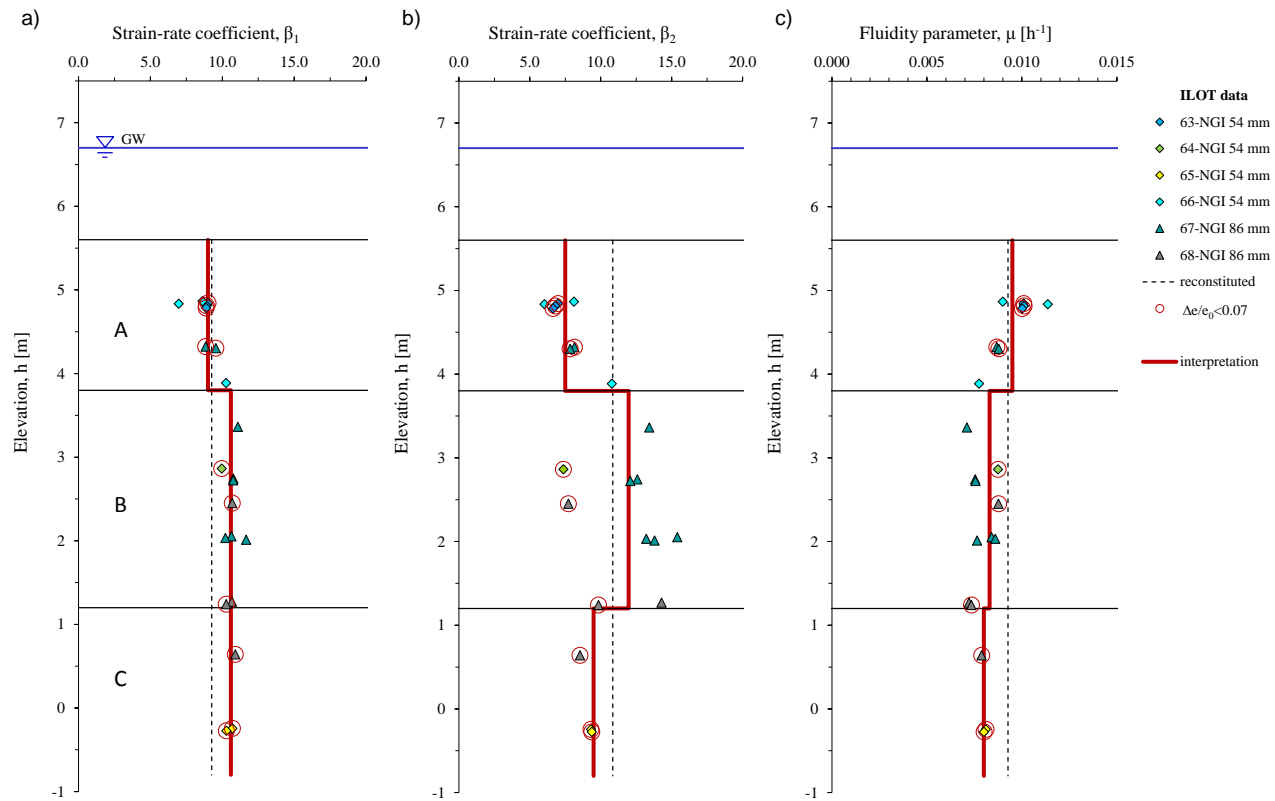 a)
Strain-rate coefficient, β1
0.0 5.0 10.0 15.0 20.0
b)
Strain-rate coefficient, β2
0.0 5.0 10.0 15.0 20.0
c)
Fluidity parameter, μ [h-1]
0.000 0.005 0.010 0.015
Elevation, h [m]
7
6
5
4
3
2
1
0
-1
GW
A
B
C
Elevation, h [m]
7
6
5
4
3
2
1
0
-1
Elevation, h [m]
7
6
5
4
3
2
1
0
-1
ILOT data
63-NGI 54 mm
64-NGI 54 mm
65-NGI 54 mm
66-NGI 54 mm
67-NGI 86 mm
68-NGI 86 mm
reconstituted
Δe/e0<0.07
interpretation